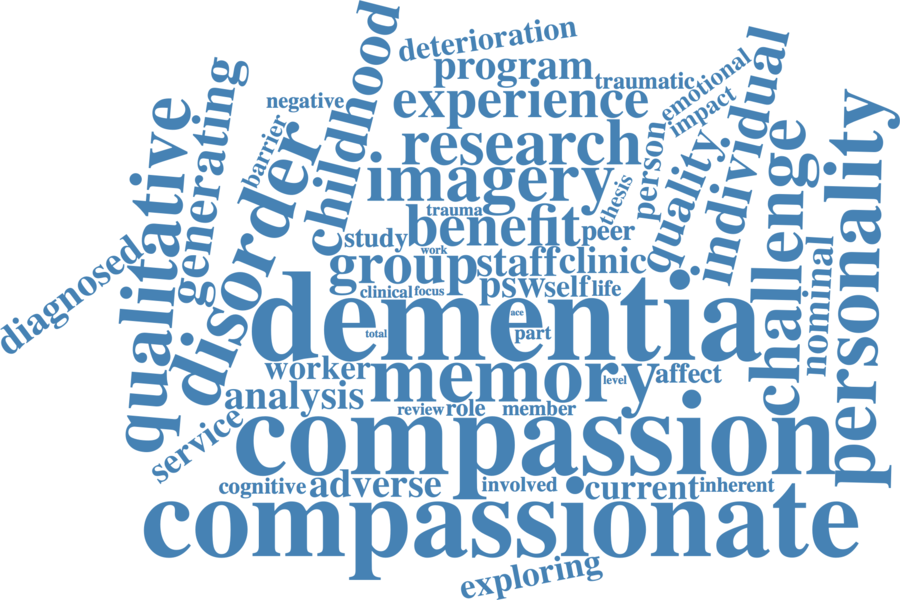 deterioration
program
traumatic
emotional
impact
negative
experience
childhood
individual
generating
qualitative
barrier
disorder
research
person
quality
challenge
personality
imagery
thesis
trauma
benefit
peer
study
work
group
staff
clinic
diagnosed
clinical
focus
psw
self
life
nominal
dementia
ace
total
part
worker
memory
level
affect
analysis
review
role
member
service
compassion
cognitive
adverse
involved
current
inherent
compassionate
exploring